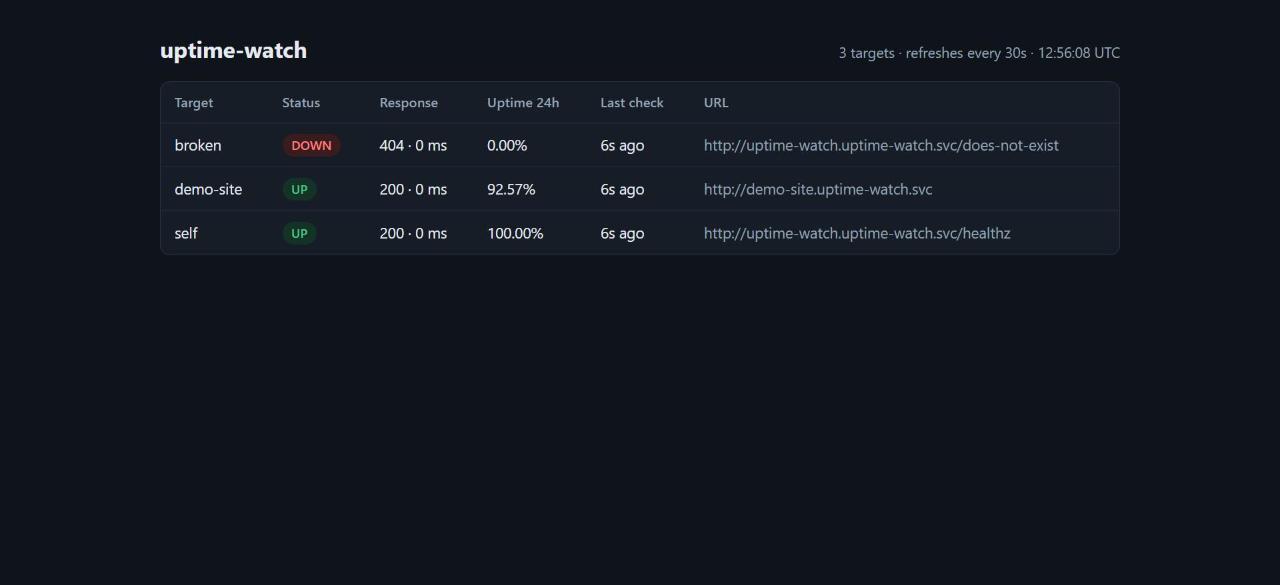 uptime-watch
3 targets · refreshes every 30s · 12:56:08 UTC
Target Status Response Uptime 24h Last check URL
broken DOWN 404 · 0 ms 0.00% 6s ago http://uptime-watch.uptime-watch.svc/does-not-exist
demo-site UP 200 · 0 ms 92.57% 6s ago http://demo-site.uptime-watch.svc
self UP 200 · 0 ms 100.00% 6s ago http://uptime-watch.uptime-watch.svc/healthz